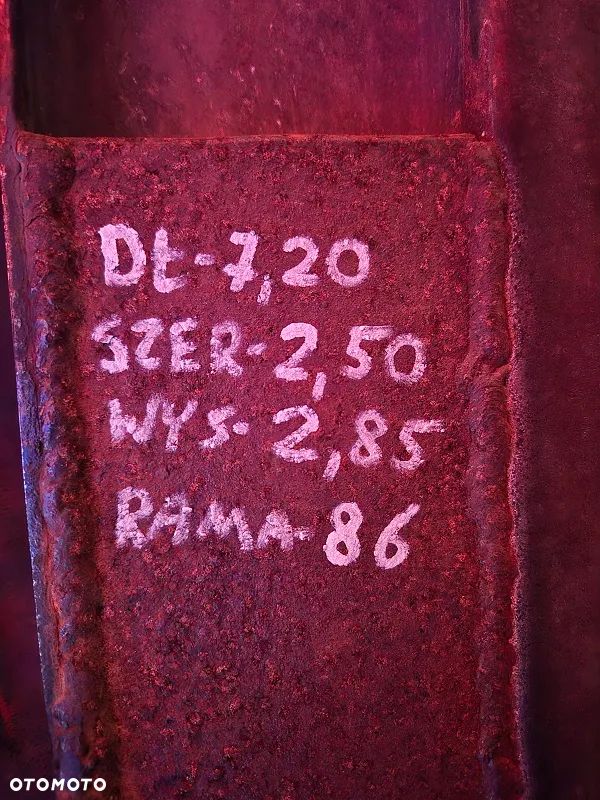 Dł-7,20
SZER-2,50
WYS-2,85
RAMA-86
OTOMOTO